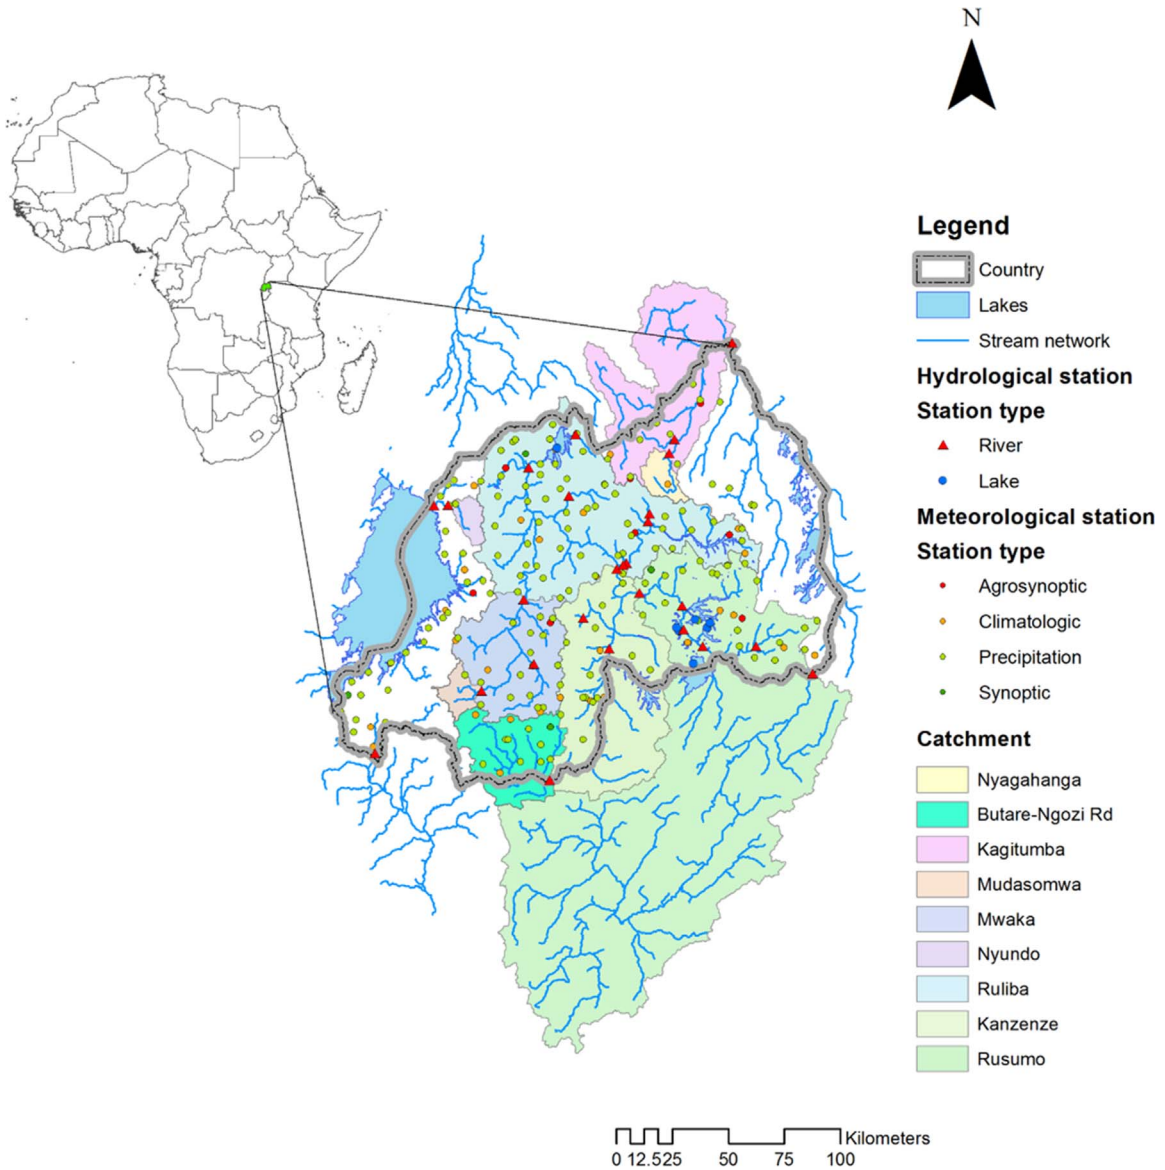 N
Legend
Country
Lakes
Stream network
Hydrological station
Station type
River
Lake
Meteorological station
Station type
Agrosynoptic
Climatologic
Precipitation
Synoptic
Catchment
Nyagahanga
Butare-Ngozi Rd
Kagitumba
Mudasomwa
Mwaka
Nyundo
Ruliba
Kanzenze
Rusumo
Kilometers
0 12.525 50 75 100